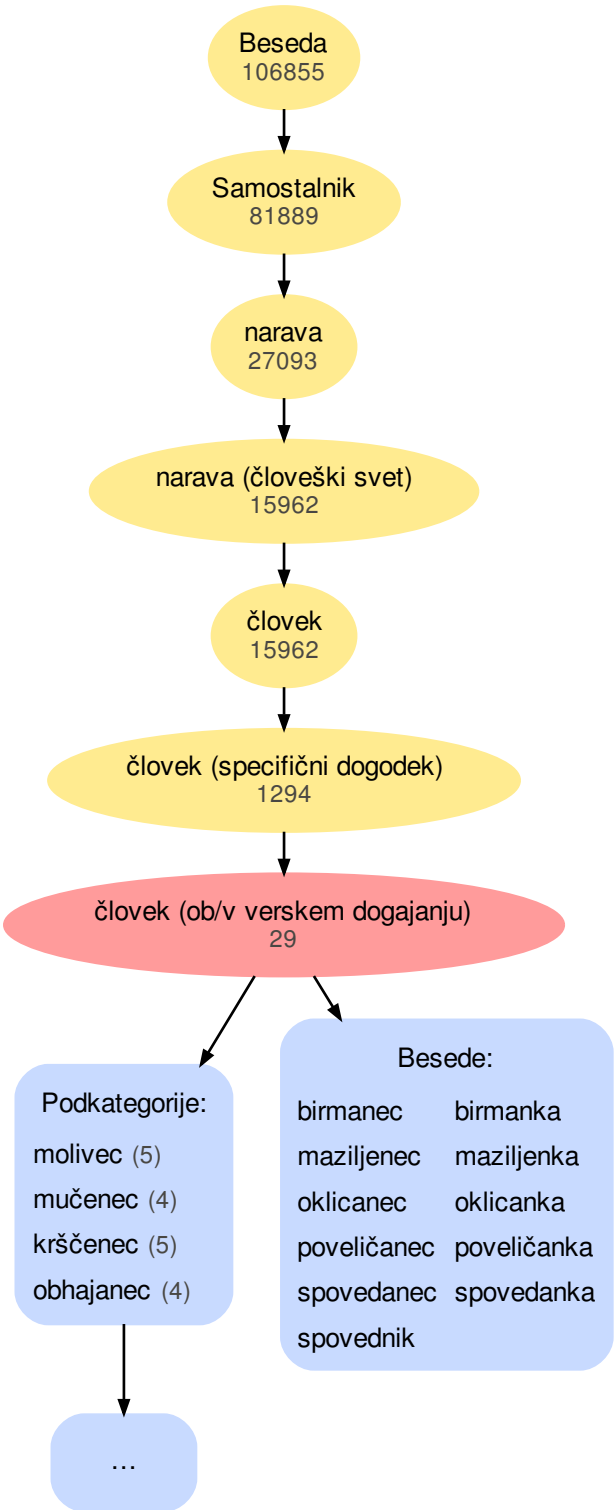 Beseda
106855
Samostalnik
81889
narava
27093
narava (človeški svet)
15962
človek
15962
človek (specifični dogodek)
1294
človek (ob/v verskem dogajanju)
29
Podkategorije:
molivec (5)
mučenec (4)
krščenec (5)
obhajanec (4)
…
Besede:
birmanec birmanka
maziljenec maziljenka
oklicanec oklicanka
poveličanec poveličanka
spovedanec spovedanka
spovednik